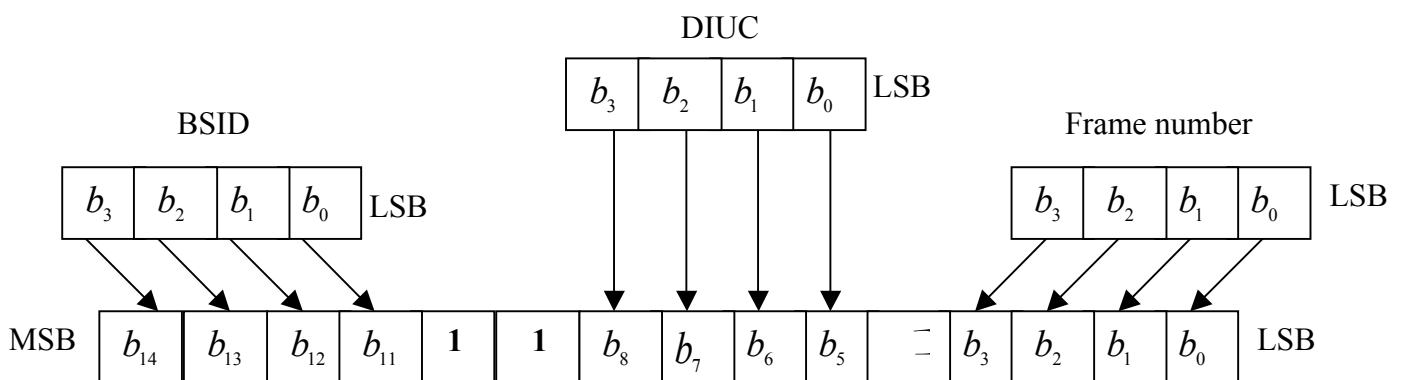 DIUC
b₃ b₂ b₁ b₀ LSB
BSID
Frame number
b₃ b₂ b₁ b₀ LSB
b₃ b₂ b₁ b₀ LSB
MSB b₁₄ b₁₃ b₁₂ b₁₁ 1 1 b₈ b₇ b₆ b₅ b₃ b₂ b₁ b₀ LSB